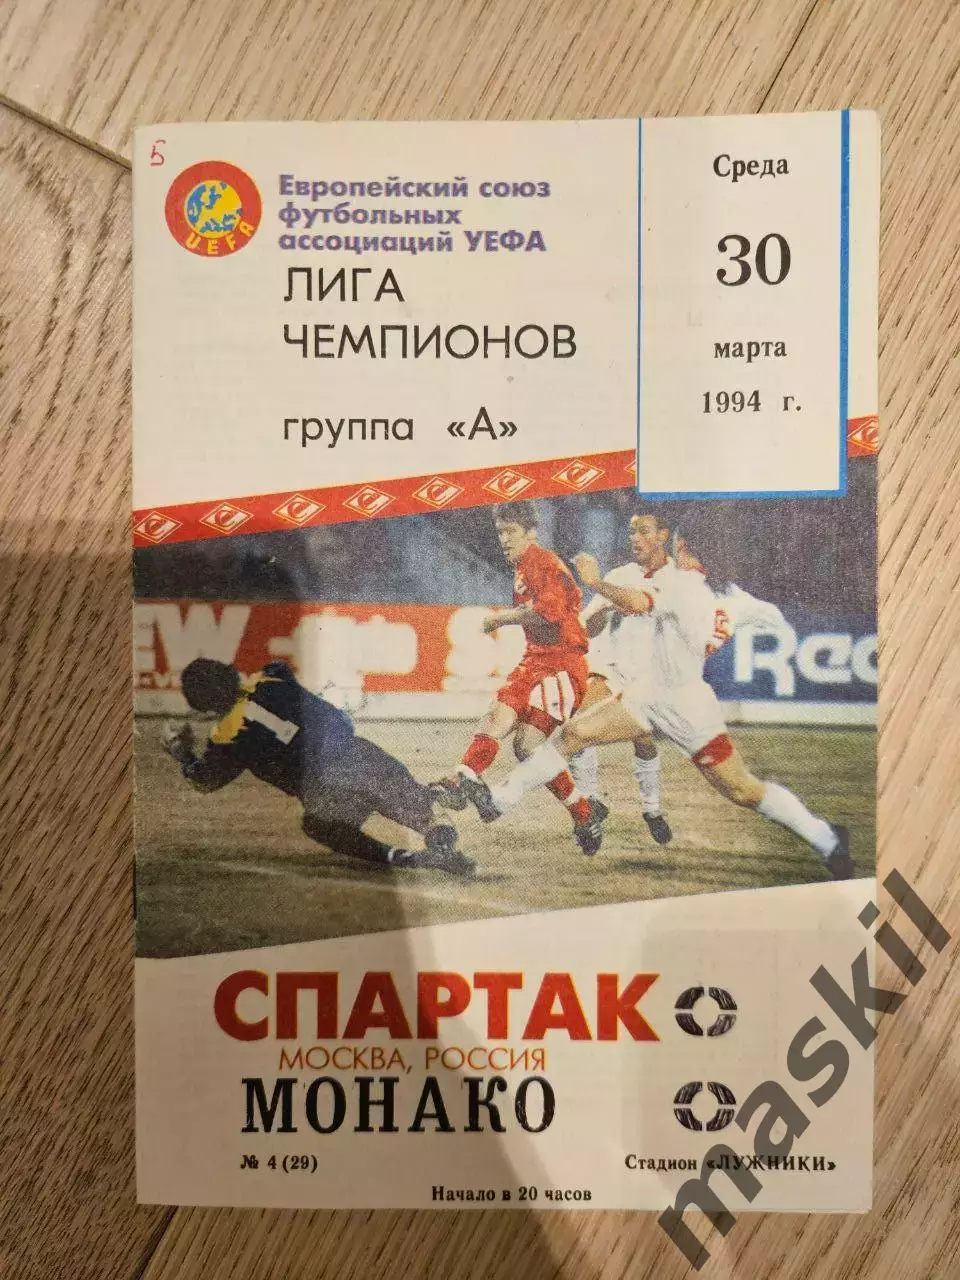 Б
UEFA
Европейский союз
футбольных
ассоциаций УЕФА
ЛИГА
ЧЕМПИОНОВ
группа «А»
Среда
30
марта
1994 г.
1
СПАРТАК
МОСКВА, РОССИЯ
МОНАКО
№ 4 (29)
Стадион «ЛУЖНИКИ»
Начало в 20 часов
maskil